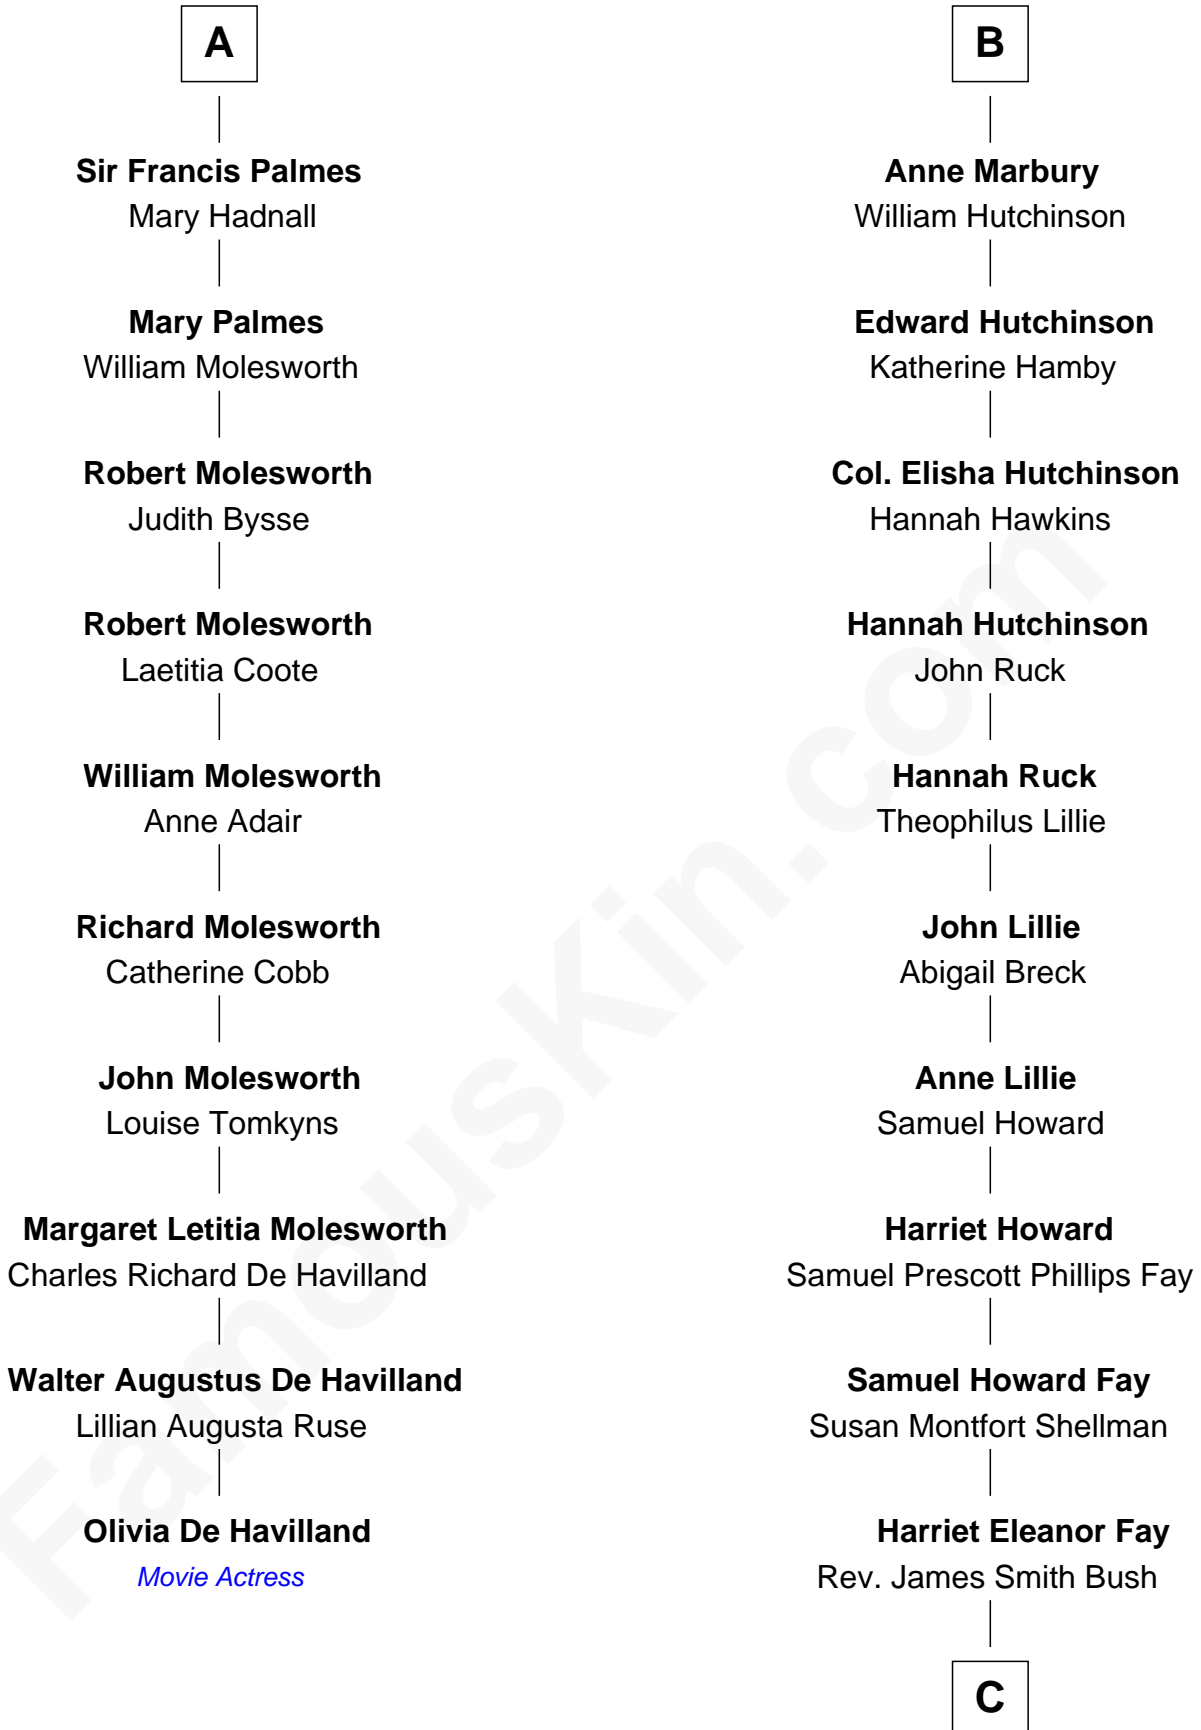 A
Sir Francis Palmes
Mary Hadnall
Mary Palmes
William Molesworth
Robert Molesworth
Judith Bysse
Robert Molesworth
Laetitia Coote
William Molesworth
Anne Adair
Richard Molesworth
Catherine Cobb
John Molesworth
Louise Tomkyns
Margaret Letitia Molesworth
Charles Richard De Havilland
Walter Augustus De Havilland
Lillian Augusta Ruse
Olivia De Havilland
Movie Actress
B
Anne Marbury
William Hutchinson
Edward Hutchinson
Katherine Hamby
Col. Elisha Hutchinson
Hannah Hawkins
Hannah Hutchinson
John Ruck
Hannah Ruck
Theophilus Lillie
John Lillie
Abigail Breck
Anne Lillie
Samuel Howard
Harriet Howard
Samuel Prescott Phillips Fay
Samuel Howard Fay
Susan Montfort Shellman
Harriet Eleanor Fay
Rev. James Smith Bush
C
FamousKin.com